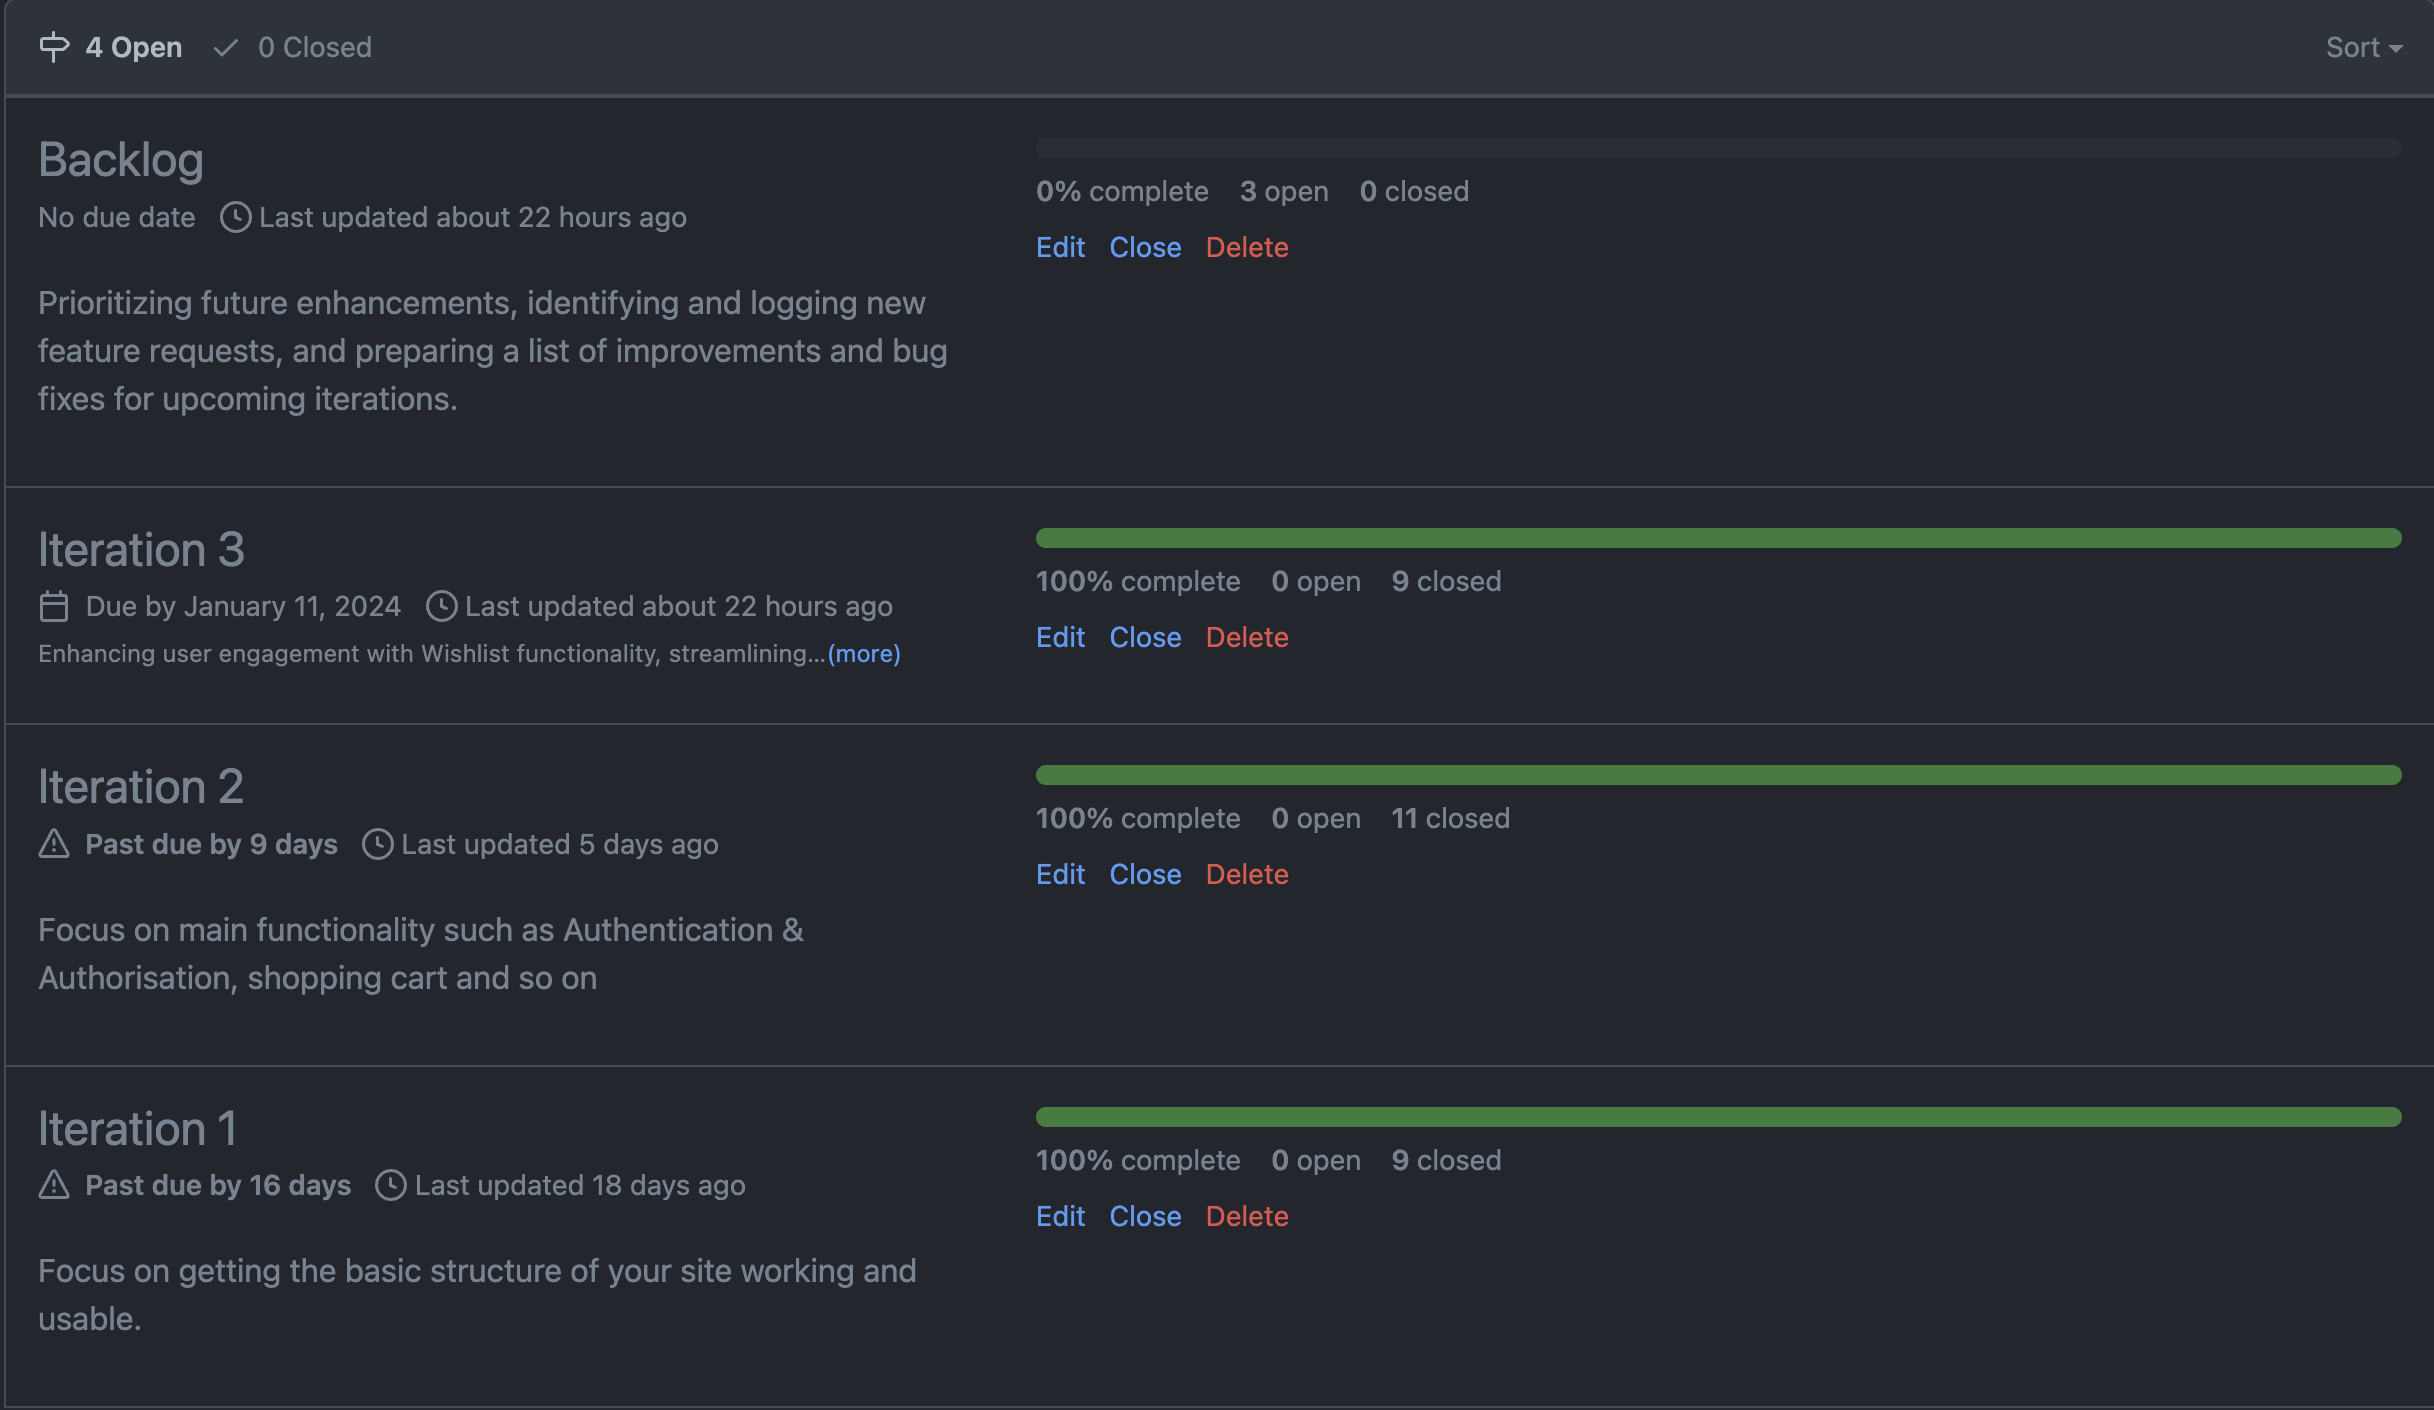 4 Open 0 Closed Sort
Backlog
No due date Last updated about 22 hours ago
Prioritizing future enhancements, identifying and logging new
feature requests, and preparing a list of improvements and bug
fixes for upcoming iterations.
0% complete 3 open 0 closed
Edit Close Delete
Iteration 3
Due by January 11, 2024 Last updated about 22 hours ago
Enhancing user engagement with Wishlist functionality, streamlining...(more)
100% complete 0 open 9 closed
Edit Close Delete
Iteration 2
Past due by 9 days Last updated 5 days ago
Focus on main functionality such as Authentication &
Authorisation, shopping cart and so on
100% complete 0 open 11 closed
Edit Close Delete
Iteration 1
Past due by 16 days Last updated 18 days ago
Focus on getting the basic structure of your site working and
usable.
100% complete 0 open 9 closed
Edit Close Delete